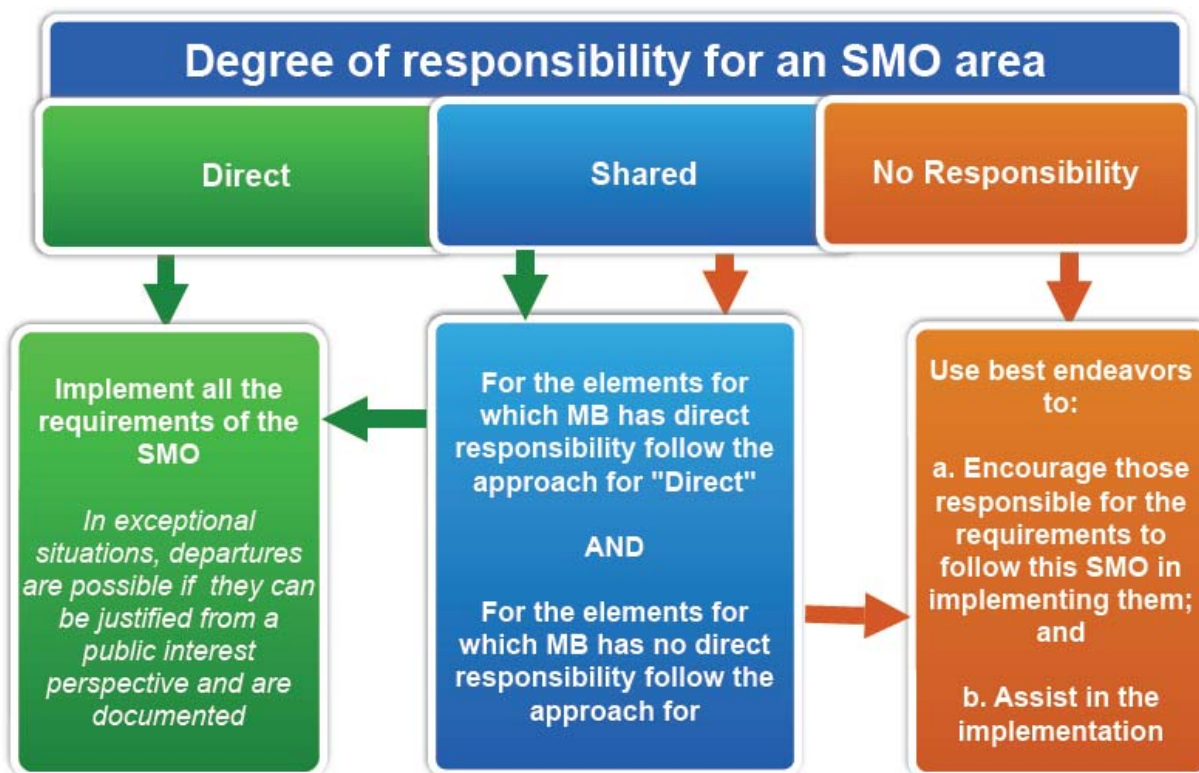 Degree of responsibility for an SMO area
Direct
Shared
No Responsibility
Implement all the
requirements of the
SMO
In exceptional
situations, departures
are possible if they can
be justified from a
public interest
perspective and are
documented
For the elements for
which MB has direct
responsibility follow the
approach for "Direct"
AND
For the elements for
which MB has no direct
responsibility follow the
approach for
Use best endeavors
to:
a. Encourage those
responsible for the
requirements to
follow this SMO in
implementing them;
and
b. Assist in the
implementation